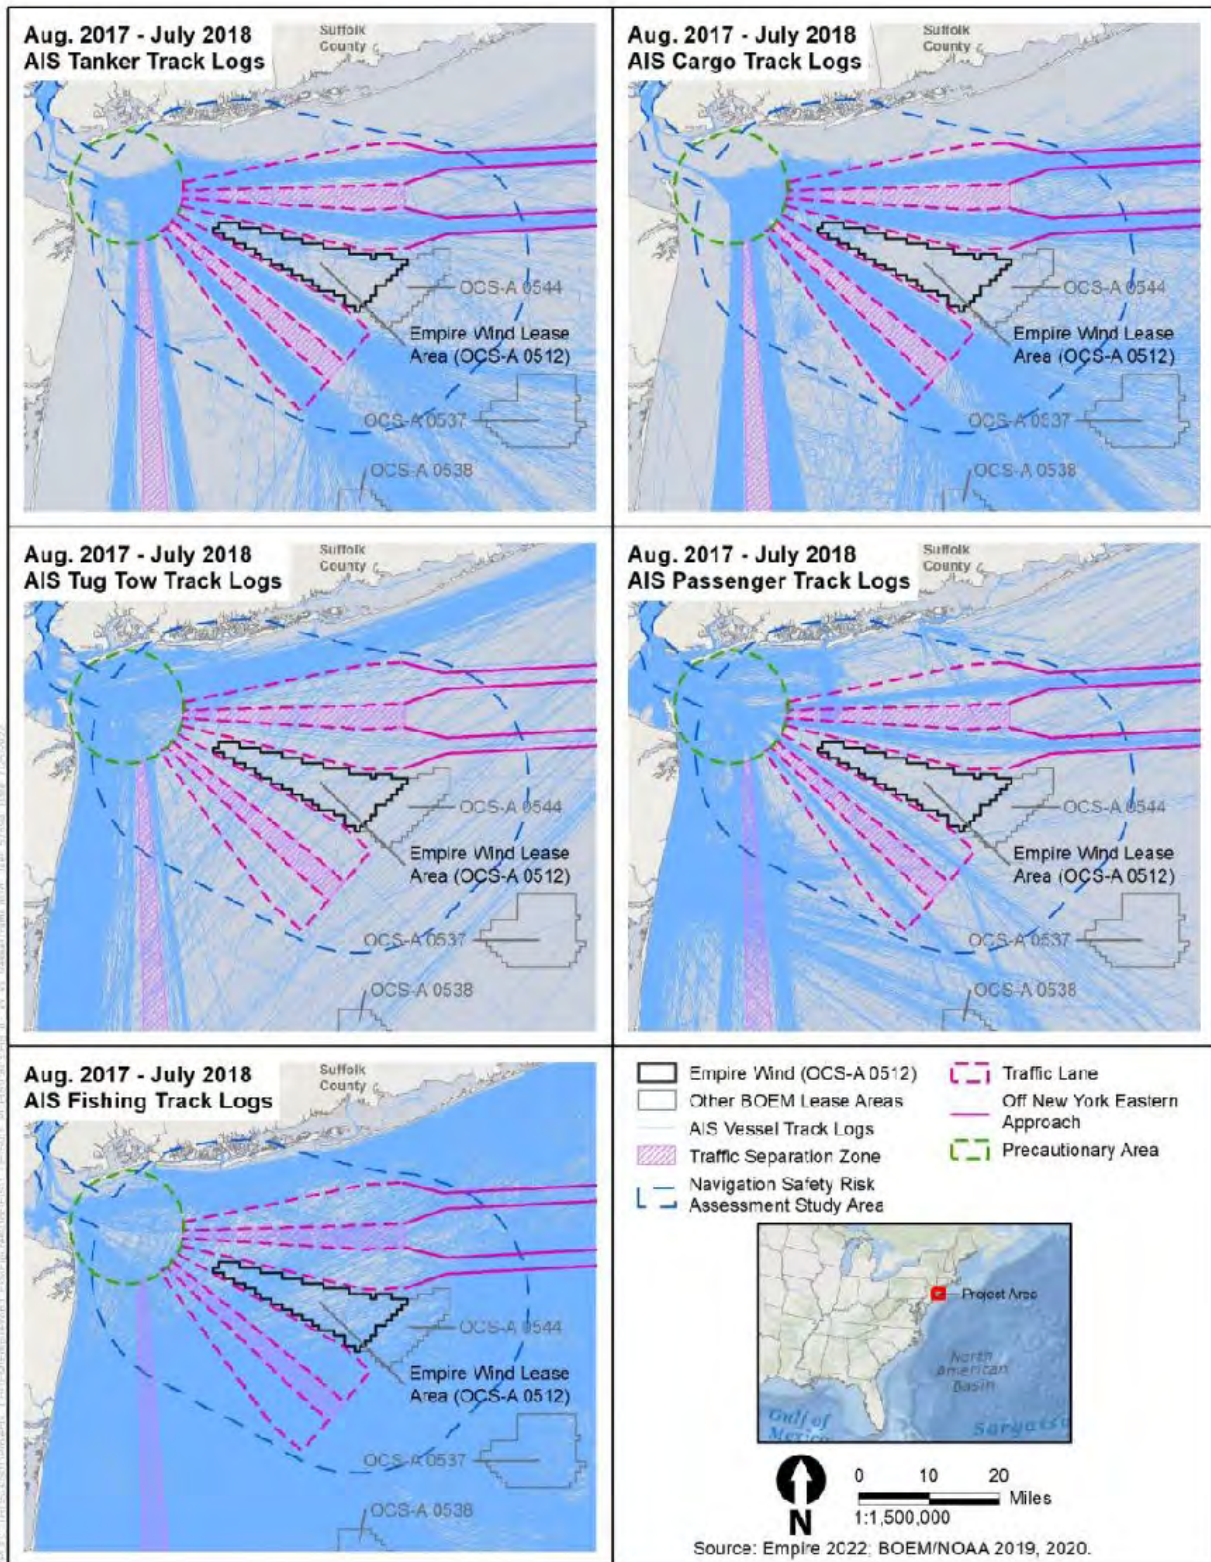 Aug. 2017 - July 2018
AIS Tanker Track Logs
Suffolk
County
OCS-A 0544
Empire Wind Lease
Area (OCS-A 0512)
OCS-A 0537
OCS-A 0538
Aug. 2017 - July 2018
AIS Cargo Track Logs
Suffolk
County
OCS-A 0544
Empire Wind Lease
Area (OCS-A 0512)
OCS-A 0537
OCS-A 0538
Aug. 2017 - July 2018
AIS Tug Tow Track Logs
Suffolk
County
OCS-A 0544
Empire Wind Lease
Area (OCS-A 0512)
OCS-A 0537
OCS-A 0538
Aug. 2017 - July 2018
AIS Passenger Track Logs
Suffolk
County
OCS-A 0544
Empire Wind Lease
Area (OCS-A 0512)
OCS-A 0537
OCS-A 0538
Aug. 2017 - July 2018
AIS Fishing Track Logs
Suffolk
County
OCS-A 0544
Empire Wind Lease
Area (OCS-A 0512)
OCS-A 0537
OCS-A 0538
Empire Wind (OCS-A 0512)
Other BOEM Lease Areas
AIS Vessel Track Logs
Traffic Separation Zone
Navigation Safety Risk
Assessment Study Area
Traffic Lane
Off New York Eastern
Approach
Precautionary Area
Project Area
North
American
Basin
Gulf of
Mexico
N
0 10 20
Miles
1:1,500,000
Source: Empire 2022; BOEM/NOAA 2019, 2020.